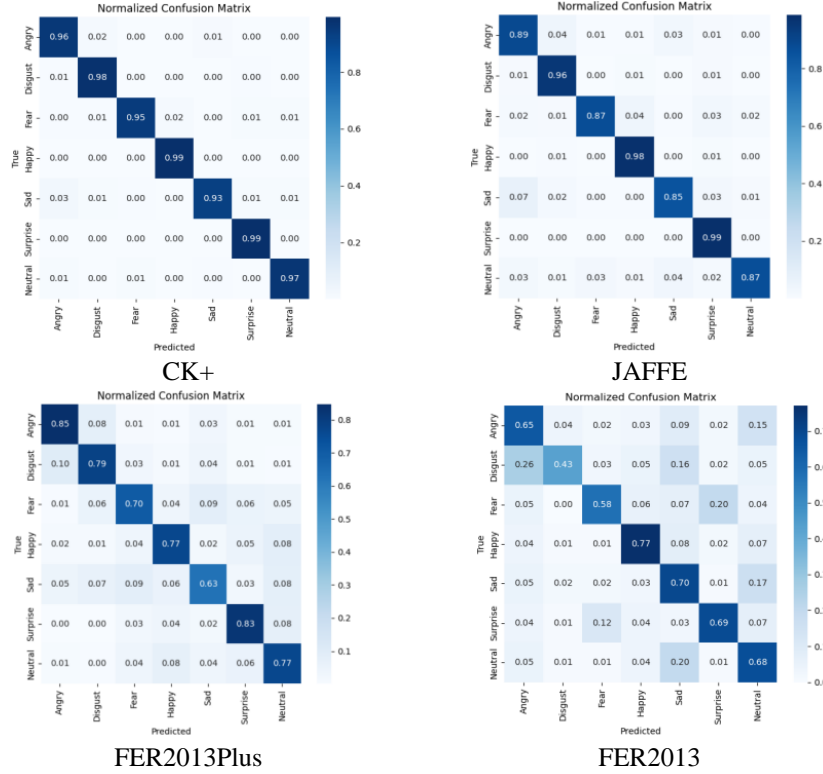 Normalized Confusion Matrix
True
Angry 0.96 0.02 0.00 0.00 0.01 0.00 0.00
Disgust 0.01 0.98 0.00 0.00 0.00 0.00 0.00
Fear 0.00 0.01 0.95 0.02 0.00 0.01 0.01
Happy 0.00 0.00 0.00 0.99 0.00 0.00 0.00
Sad 0.03 0.01 0.00 0.00 0.93 0.01 0.01
Surprise 0.00 0.00 0.00 0.00 0.00 0.99 0.00
Neutral 0.01 0.00 0.01 0.00 0.00 0.00 0.97
Angry Disgust Fear Happy Sad Surprise Neutral
Predicted
0.8
0.6
0.4
0.2
CK+
Normalized Confusion Matrix
True
Angry 0.89 0.04 0.01 0.01 0.03 0.01 0.00
Disgust 0.01 0.96 0.00 0.01 0.00 0.01 0.00
Fear 0.02 0.01 0.87 0.04 0.00 0.03 0.02
Happy 0.00 0.01 0.00 0.98 0.00 0.01 0.00
Sad 0.07 0.02 0.00 0.01 0.85 0.03 0.01
Surprise 0.00 0.00 0.00 0.01 0.00 0.99 0.00
Neutral 0.03 0.01 0.03 0.01 0.04 0.02 0.87
Angry Disgust Fear Happy Sad Surprise Neutral
Predicted
0.8
0.6
0.4
0.2
0.0
JAFFE
Normalized Confusion Matrix
True
Angry 0.85 0.08 0.01 0.01 0.03 0.01 0.01
Disgust 0.10 0.79 0.03 0.01 0.04 0.01 0.01
Fear 0.01 0.06 0.70 0.04 0.09 0.06 0.05
Happy 0.02 0.01 0.04 0.77 0.02 0.05 0.08
Sad 0.05 0.07 0.09 0.06 0.63 0.03 0.08
Surprise 0.00 0.00 0.03 0.04 0.02 0.83 0.08
Neutral 0.01 0.00 0.04 0.08 0.04 0.06 0.77
Angry Disgust Fear Happy Sad Surprise Neutral
Predicted
0.8
0.7
0.6
0.5
0.4
0.3
0.2
0.1
FER2013Plus
Normalized Confusion Matrix
True
Angry 0.65 0.04 0.02 0.03 0.09 0.02 0.15
Disgust 0.26 0.43 0.03 0.05 0.16 0.02 0.05
Fear 0.05 0.00 0.58 0.06 0.07 0.20 0.04
Happy 0.04 0.01 0.01 0.77 0.08 0.02 0.07
Sad 0.05 0.02 0.02 0.03 0.70 0.01 0.17
Surprise 0.04 0.01 0.12 0.04 0.02 0.69 0.07
Neutral 0.05 0.01 0.01 0.04 0.20 0.01 0.68
Angry Disgust Fear Happy Sad Surprise Neutral
Predicted
FER2013